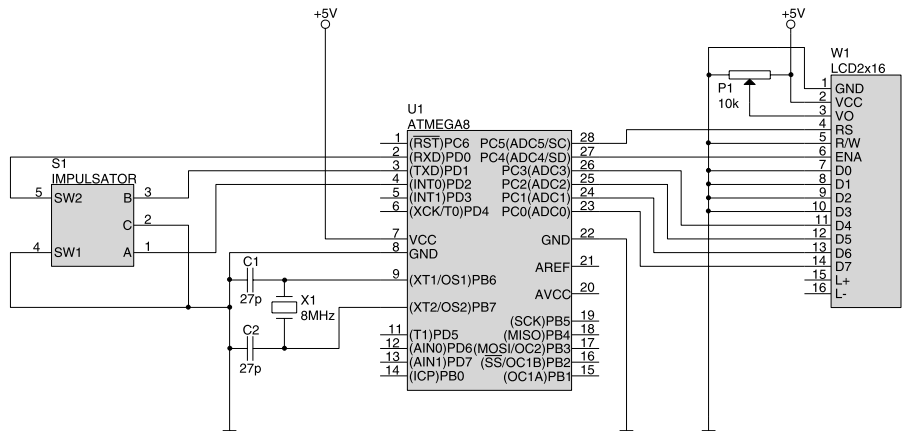 +5V
+5V
W1
LCD2x16
1 GND
2 VCC
3 VO
4 RS
5 R/W
6 ENA
7 D0
8 D1
9 D2
10 D3
11 D4
12 D5
13 D6
14 D7
15 L+
16 L-
P1
10k
U1
ATMEGA8
1 (RST)PC6 PC5(ADC5/SC) 28
2 (RXD)PD0 PC4(ADC4/SD) 27
3 (TXD)PD1 PC3(ADC3) 26
4 (INT0)PD2 PC2(ADC2) 25
5 (INT1)PD3 PC1(ADC1) 24
6 (XCK/T0)PD4 PC0(ADC0) 23
7 VCC GND 22
8 GND
AREF 21
9 (XT1/OS1)PB6
AVCC 20
(XT2/OS2)PB7
(SCK)PB5 19
11 (T1)PD5 (MISO)PB4 18
12 (AIN0)PD6 (MOSI/OC2)PB3 17
13 (AIN1)PD7 (SS/OC1B)PB2 16
14 (ICP)PB0 (OC1A)PB1 15
S1
IMPULSATOR
5 SW2 B 3
C 2
4 SW1 A 1
C1
27p
X1
8MHz
C2
27p